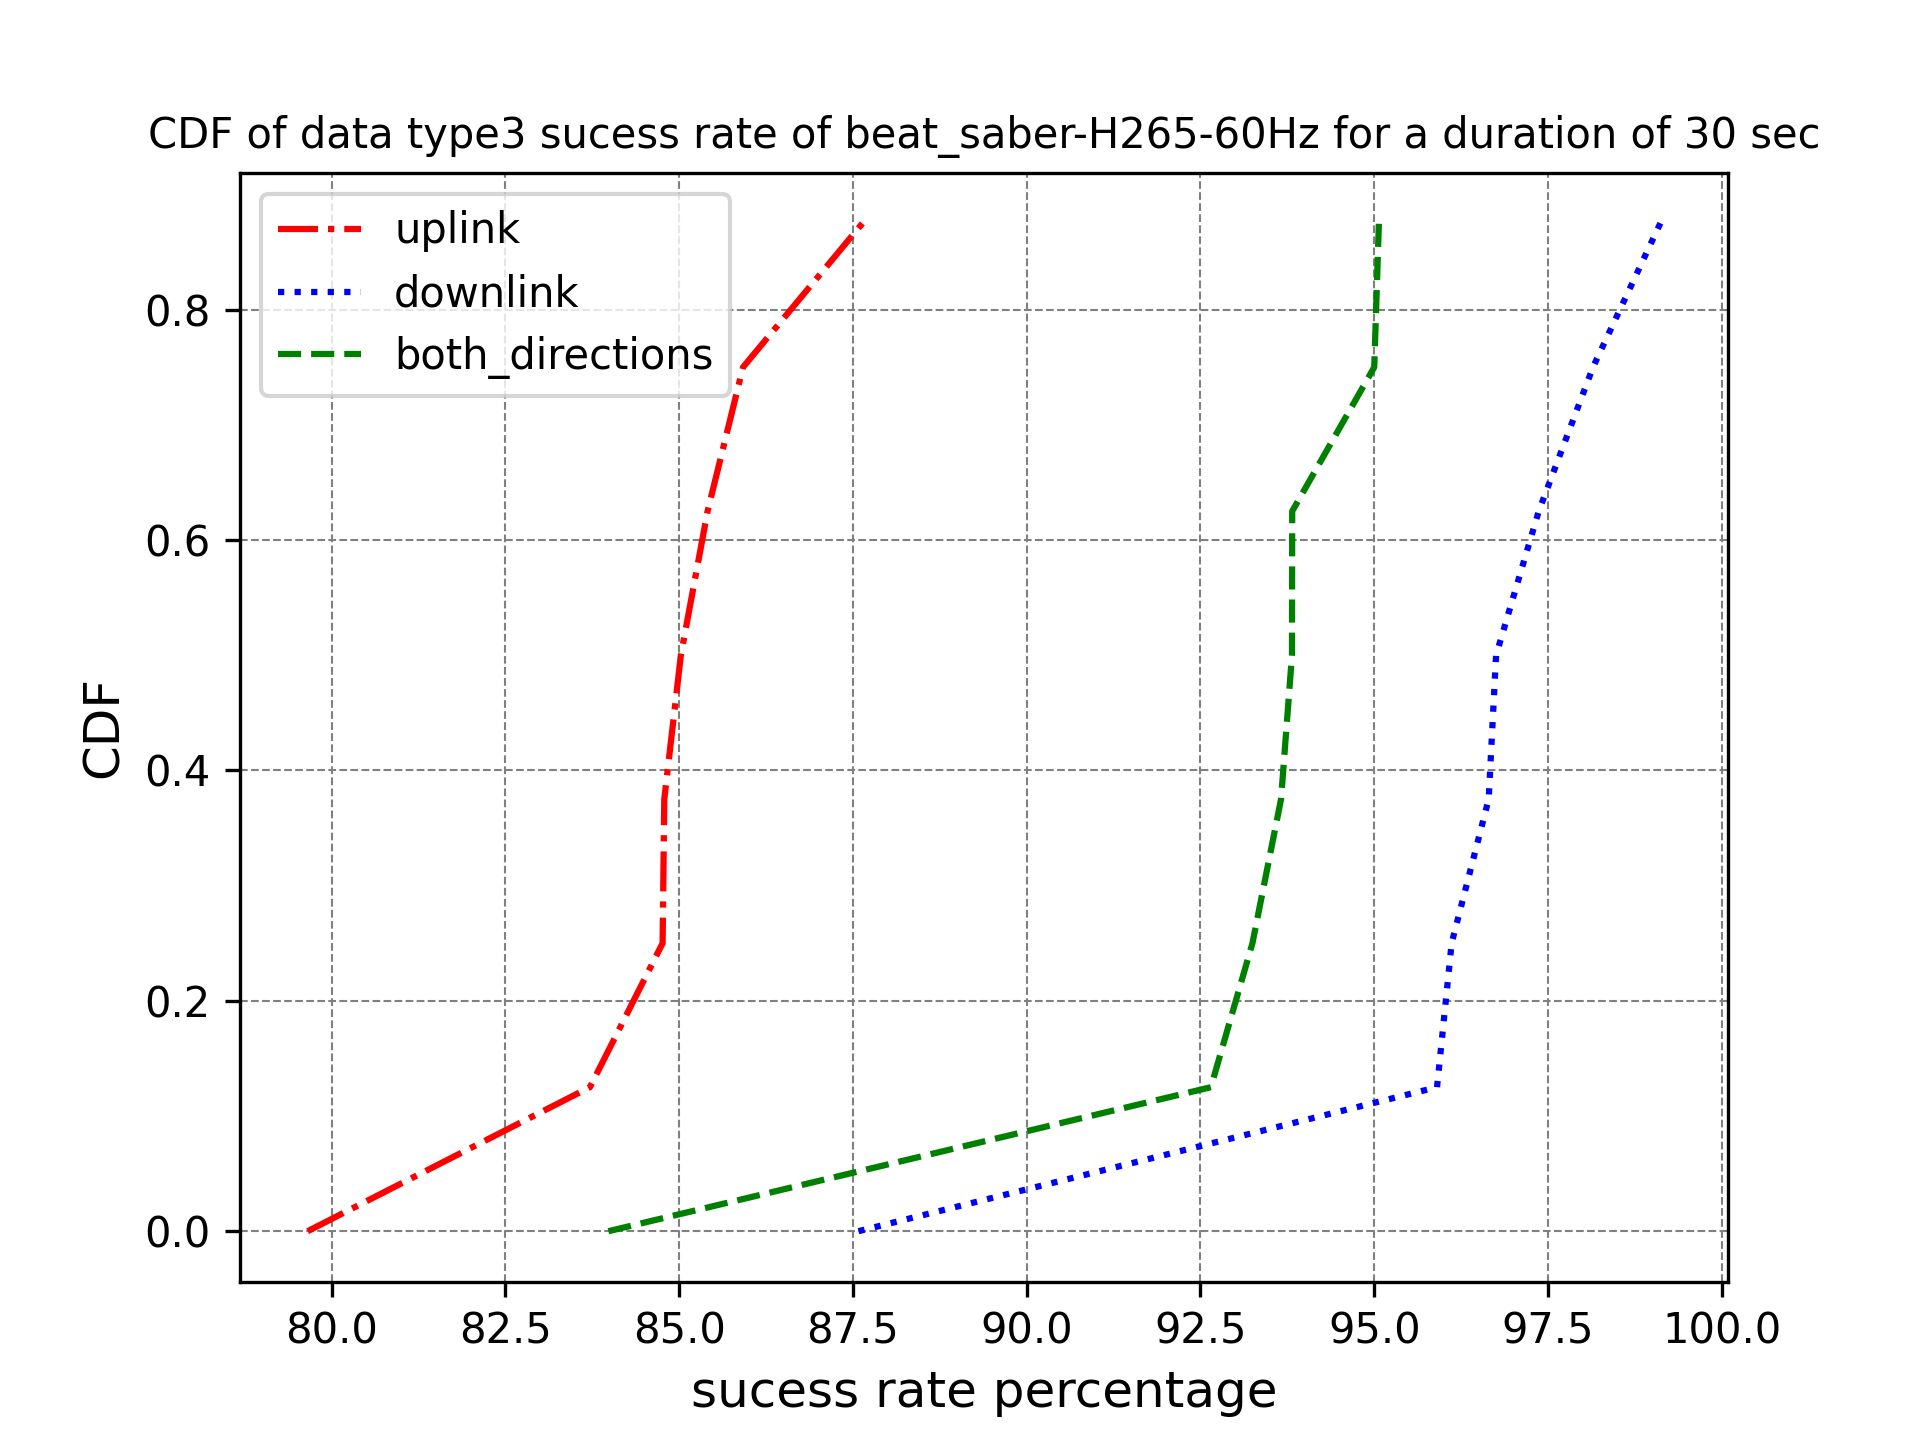 CDF of data type3 sucess rate of beat_saber-H265-60Hz for a duration of 30 sec
uplink
downlink
both_directions
CDF
0.8
0.6
0.4
0.2
0.0
80.0 82.5 85.0 87.5 90.0 92.5 95.0 97.5 100.0
sucess rate percentage